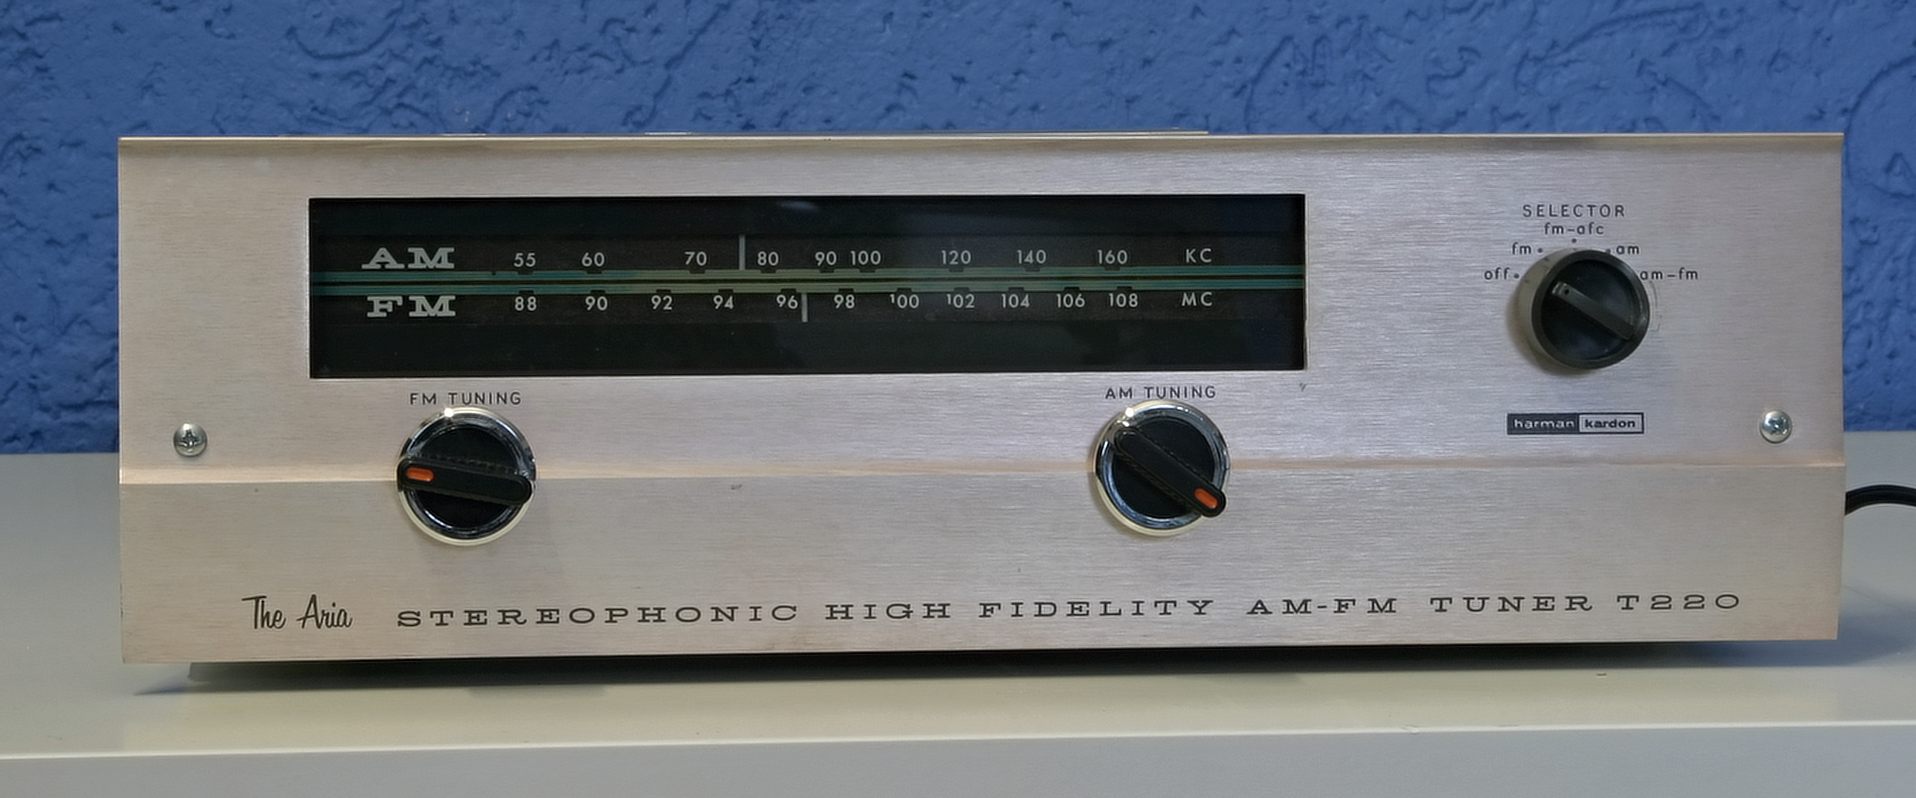 AM 55 60 70 80 90 100 120 140 160 KC
FM 88 90 92 94 96 98 100 102 104 106 108 MC
SELECTOR
fm-afc
fm am
off am-fm
FM TUNING
AM TUNING
harman kardon
The Aria STEREOPHONIC HIGH FIDELITY AM-FM TUNER T220